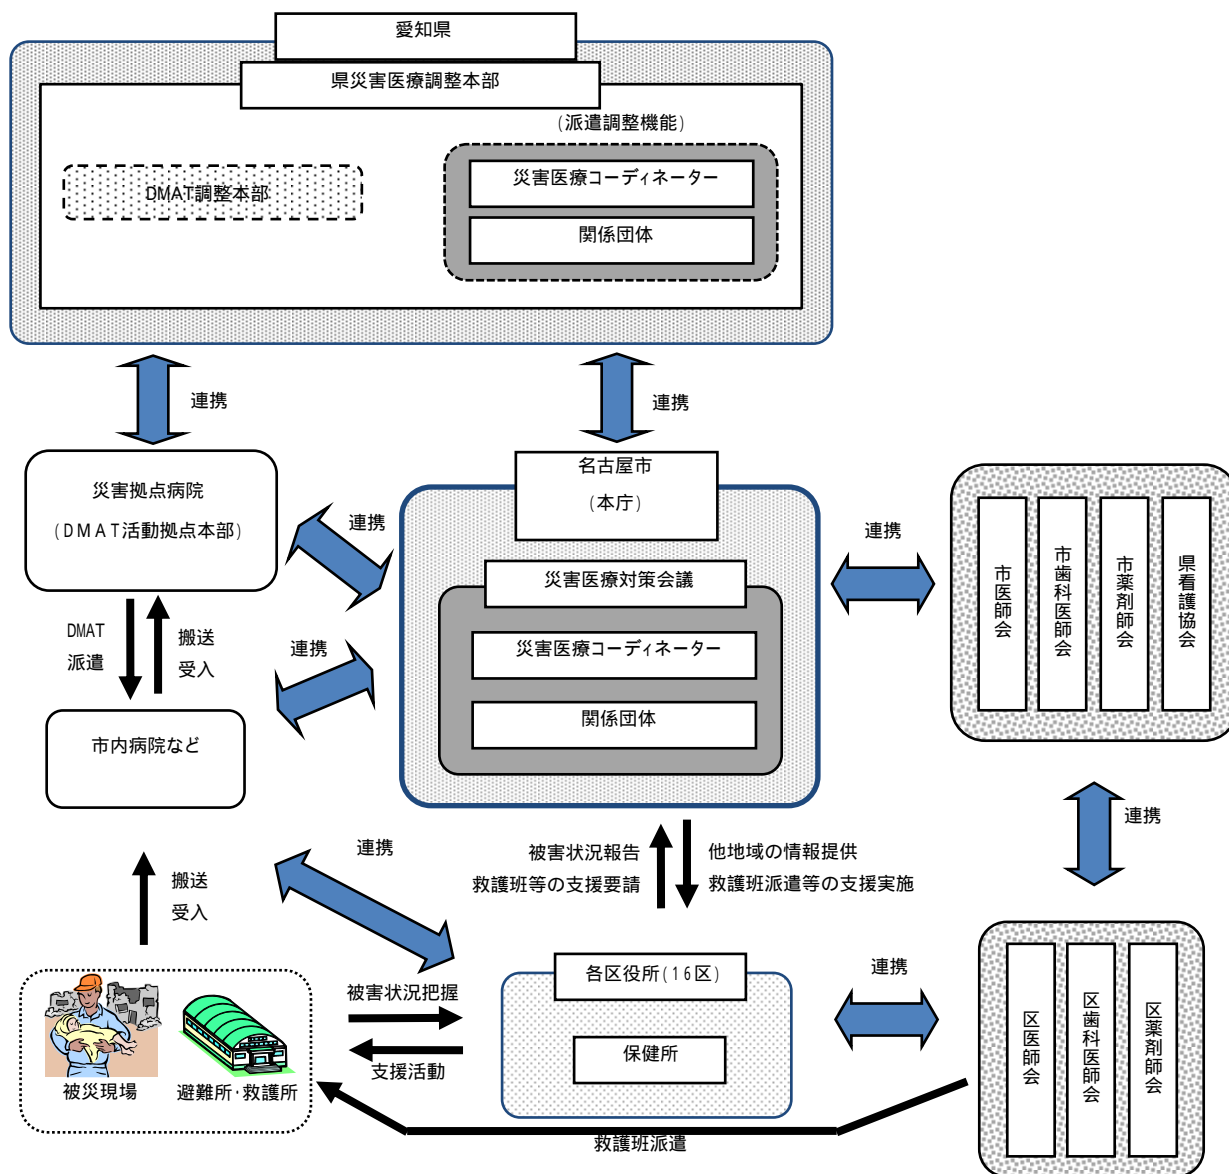 愛知県
県災害医療調整本部
(派遣調整機能)
DMAT調整本部
災害医療コーディネーター
関係団体
連携
連携
災害拠点病院
(DMAT活動拠点本部)
名古屋市
(本庁)
連携
連携
災害医療対策会議
災害医療コーディネーター
関係団体
市医師会
市歯科医師会
市薬剤師会
県看護協会
DMAT
派遣
搬送
受入
連携
市内病院など
連携
被害状況報告
救護班等の支援要請
他地域の情報提供
救護班派遣等の支援実施
連携
搬送
受入
各区役所(16区)
保健所
連携
区医師会
区歯科医師会
区薬剤師会
被害状況把握
支援活動
被災現場
避難所・救護所
救護班派遣